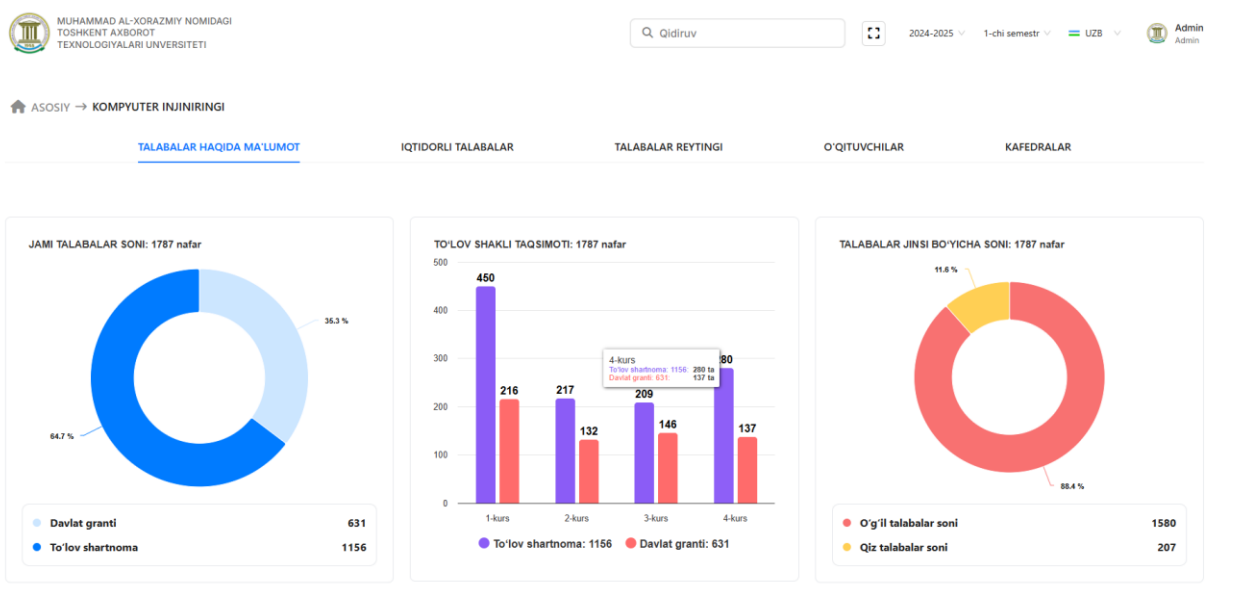 MUHAMMAD AL-XORAZMIY NOMIDAGI
TOSHKENT AXBOROT
TEXNOLOGIYALARI UNVERSITETI
Qidiruv
2024-2025
1-chi semestr
UZB
Admin
Admin
ASOSIY → KOMPYUTER INJINIRINGI
TALABALAR HAQIDA MA'LUMOT
IQTIDORLI TALABALAR
TALABALAR REYTINGI
O'QITUVCHILAR
KAFEDRALAR
JAMI TALABALAR SONI: 1787 nafar
35.3 %
64.7 %
Davlat granti 631
To'lov shartnoma 1156
TO'LOV SHAKLI TAQSIMOTI: 1787 nafar
500
400
300
200
100
0
450
216
217
132
209
146
80
137
4-kurs
To'lov shartnoma: 1156: 280 ta
Davlat granti: 631: 137 ta
1-kurs 2-kurs 3-kurs 4-kurs
To'lov shartnoma: 1156 Davlat granti: 631
TALABALAR JINSI BO'YICHA SONI: 1787 nafar
11.6 %
88.4 %
O'g'il talabalar soni 1580
Qiz talabalar soni 207